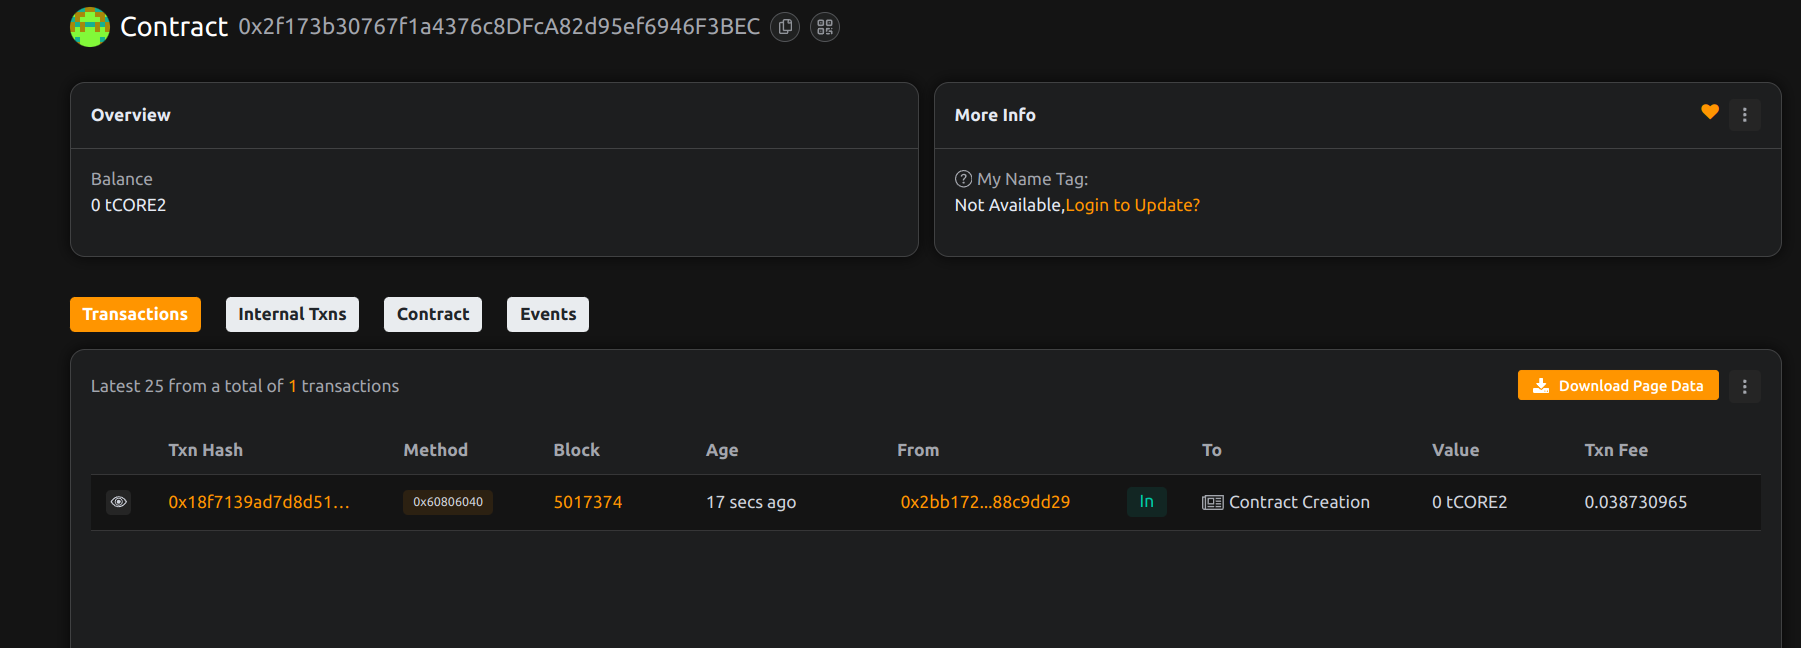 Contract 0x2f173b30767f1a4376c8DFcA82d95ef6946F3BEC
Overview
Balance
0 tCORE2
More Info
My Name Tag:
Not Available,Login to Update?
Transactions Internal Txns Contract Events
Latest 25 from a total of 1 transactions
Download Page Data
Txn Hash Method Block Age From To Value Txn Fee
0x18f7139ad7d8d51... 0x60806040 5017374 17 secs ago 0x2bb172...88c9dd29 In Contract Creation 0 tCORE2 0.038730965